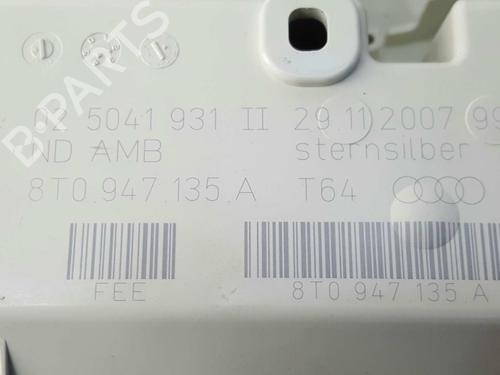 B-PARTS
02 5041 931 II 29 11 2007 99
ND AMB sternsilber
8T0.947.135.A T64
FEE 8T0 947 135 A